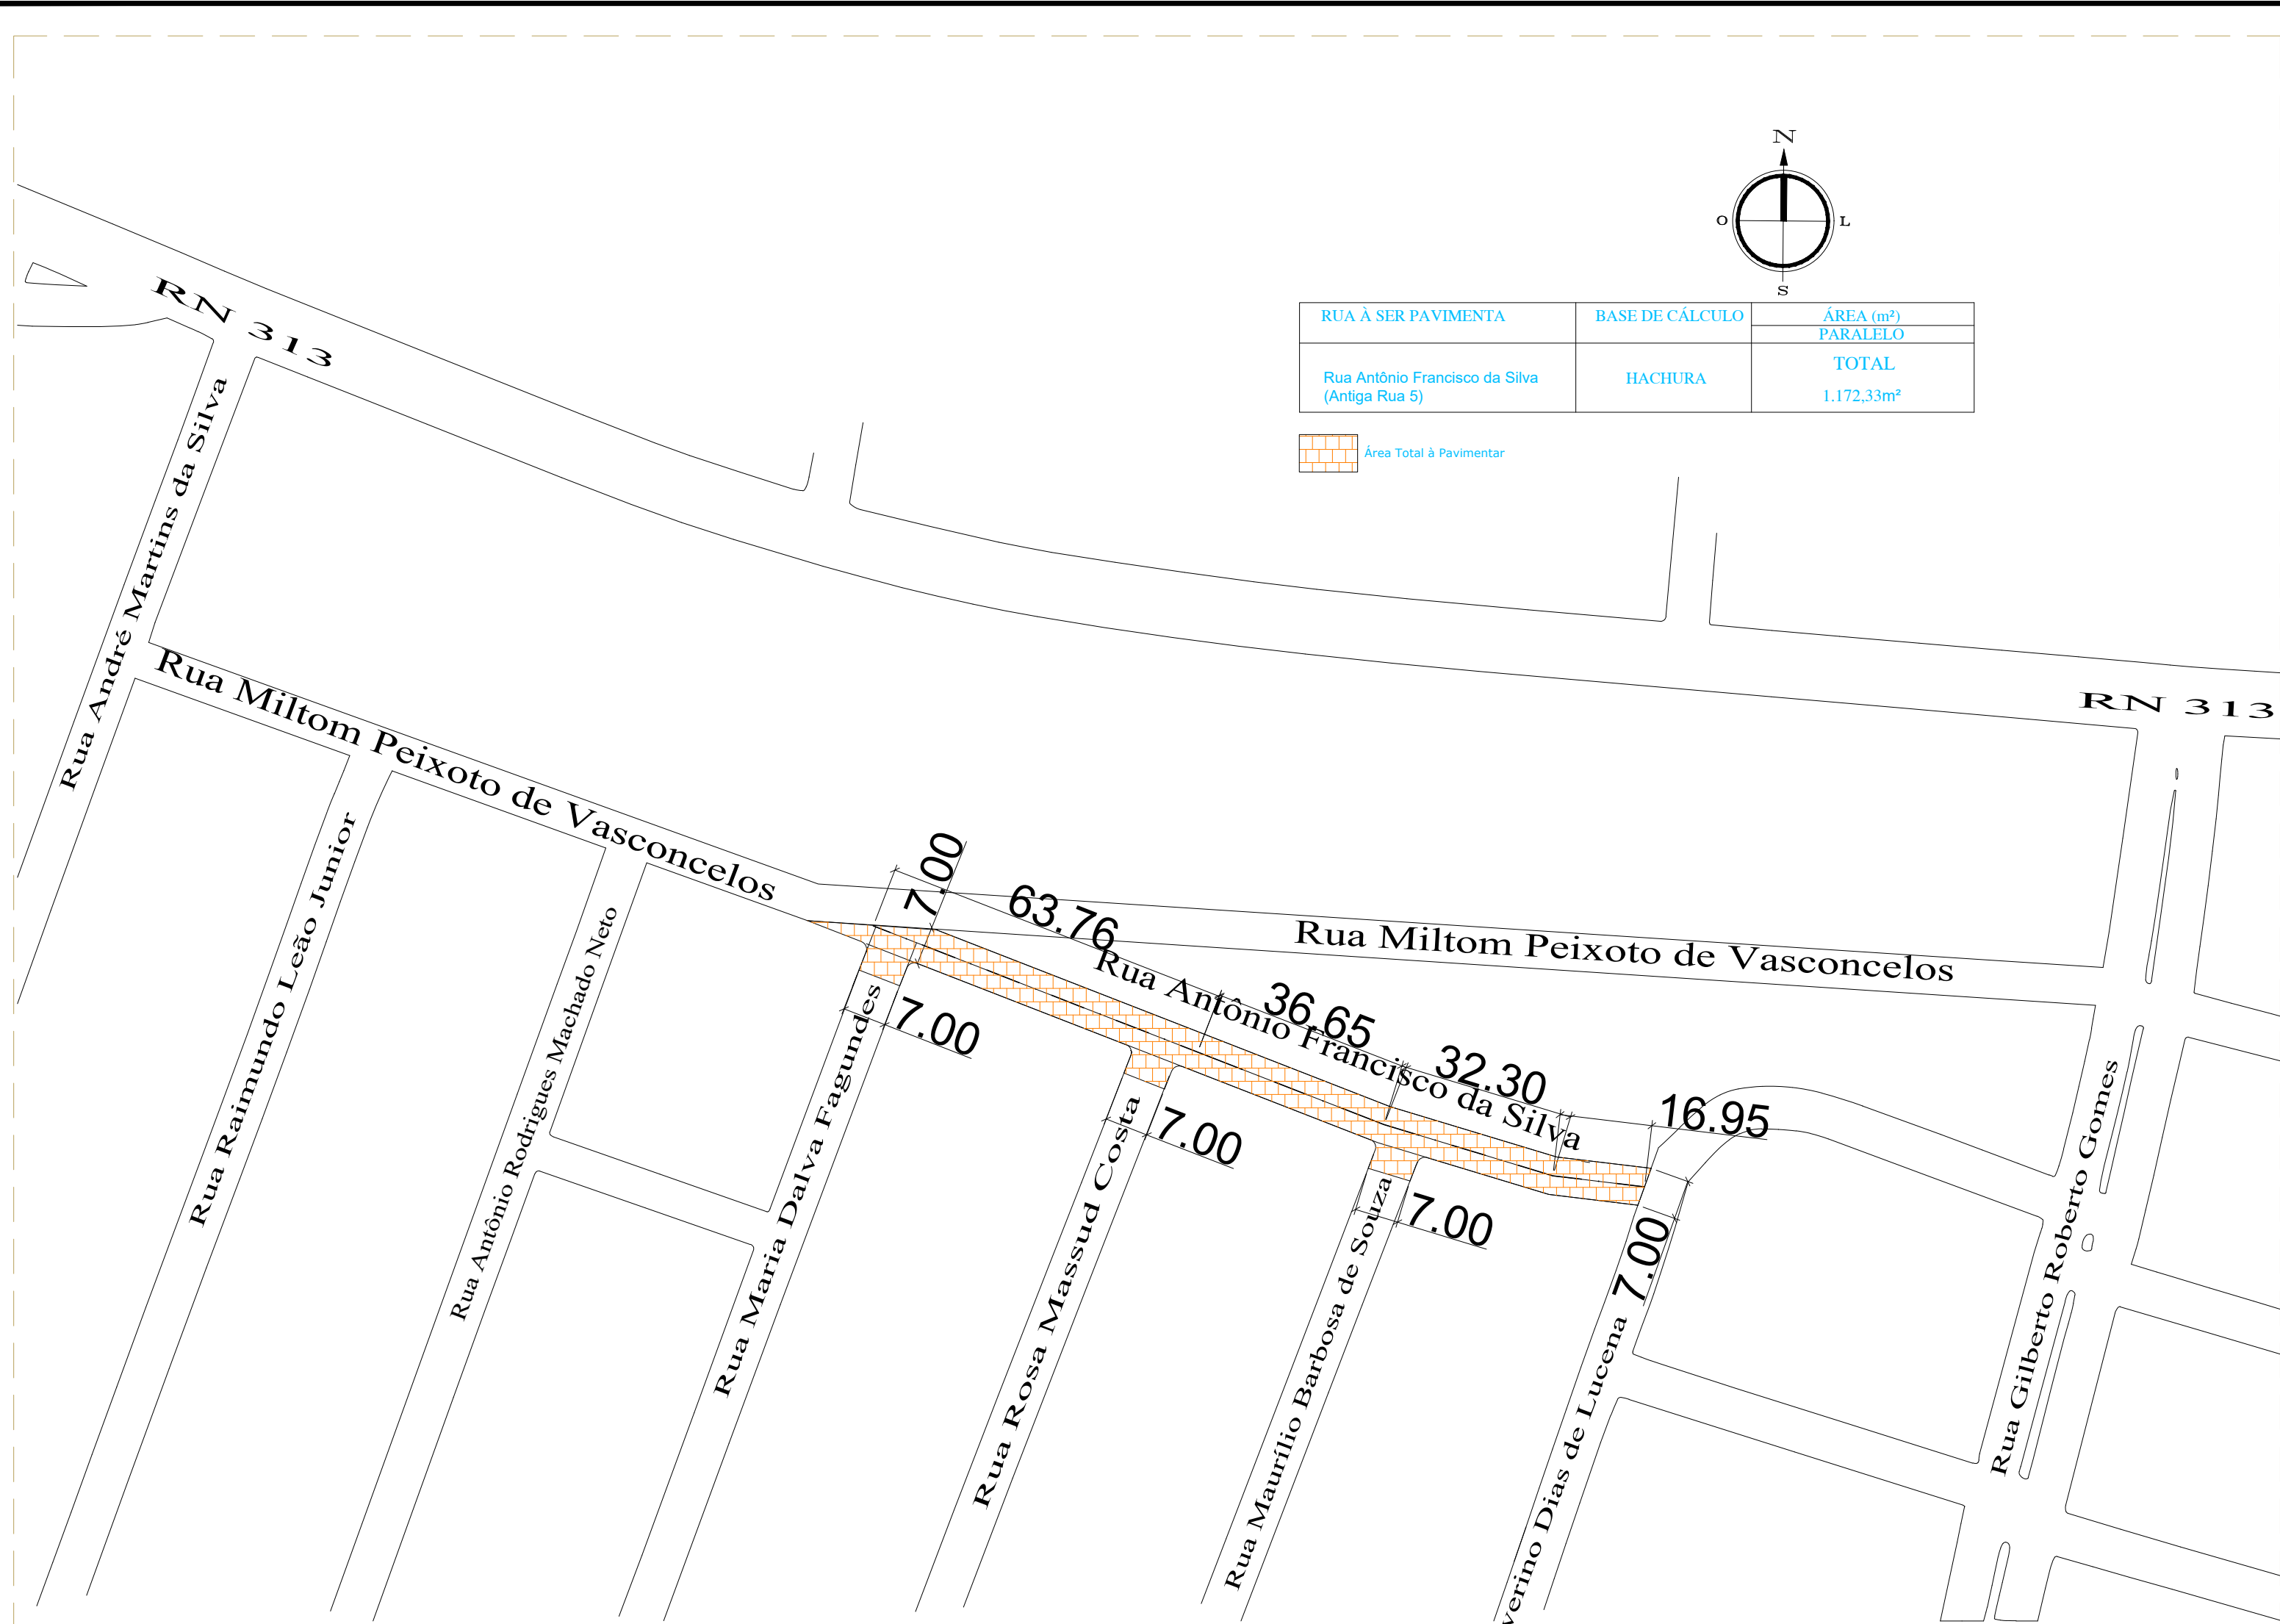 N
O
L
S
RUA À SER PAVIMENTA
BASE DE CÁLCULO
ÁREA (m²)
PARALELO
Rua Antônio Francisco da Silva
(Antiga Rua 5)
HACHURA
TOTAL
1.172,33m²
Área Total à Pavimentar
RN 313
RN 313
Rua André Martins da Silva
Rua Miltom Peixoto de Vasconcelos
Rua Raimundo Leão Junior
Rua Antônio Rodrigues Machado Neto
7.00
63.76
Rua Miltom Peixoto de Vasconcelos
Rua Antônio Francisco da Silva
36.65
32.30
16.95
7.00
7.00
7.00
7.00
Rua Maria Dalva Fagundes
Rua Rosa Massud Costa
Rua Maurílio Barbosa de Souza
verino Dias de Lucena
Rua Gilberto Roberto Gomes